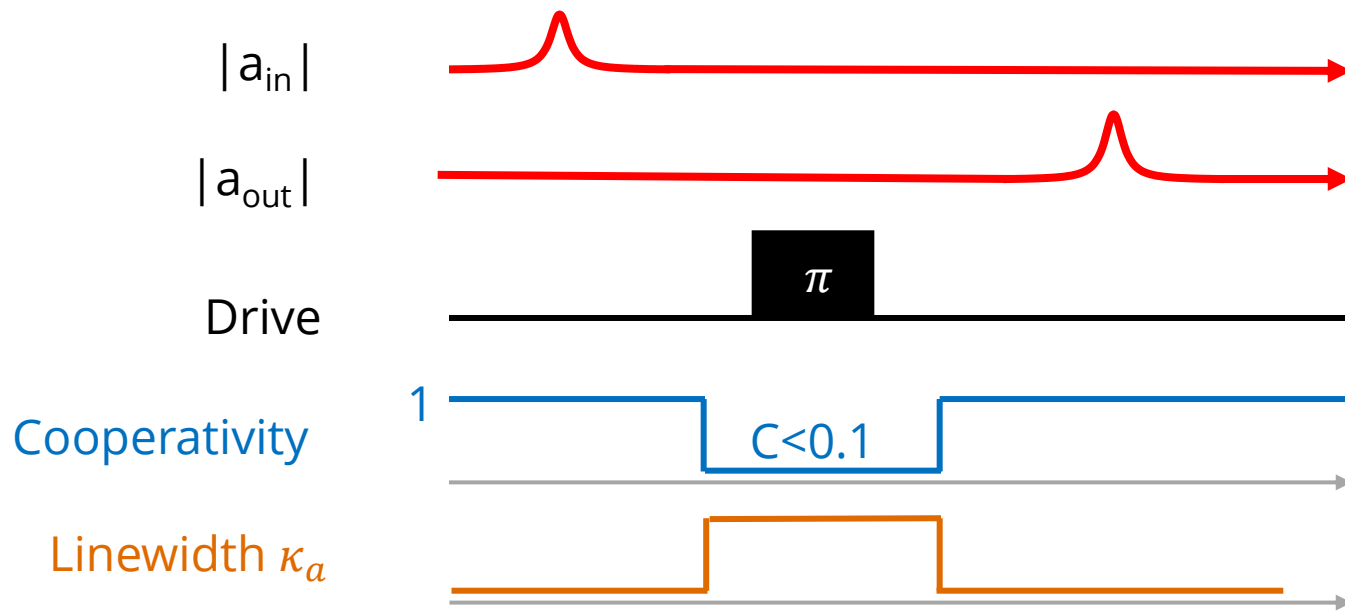 |a_in|
|a_out|
π
Drive
1
Cooperativity
C<0.1
Linewidth κ_a